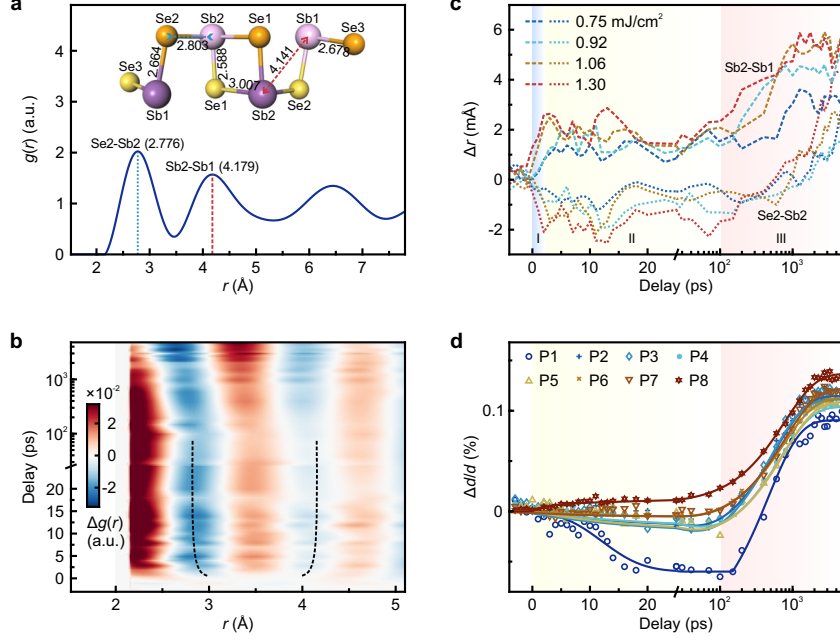 a
Se2 Sb2 Se1 Sb1 Se3
2.803
2.664
2.588
3.007
4.141
2.678
Se3
Sb1 Se1 Sb2 Se2
Se2-Sb2 (2.776)
Sb2-Sb1 (4.179)
g(r) (a.u.)
4
3
2
1
0
2 3 4 5 6 7
r (Å)
c
0.75 mJ/cm²
0.92
1.06
1.30
Sb2-Sb1
Se2-Sb2
I II III
Δr (mÅ)
6
4
2
0
-2
0 10 20 10² 10³
Delay (ps)
b
×10⁻²
2
0
-2
Δg(r)
(a.u.)
Delay (ps)
10³
10²
20
15
10
5
0
2 3 4 5
r (Å)
d
P1 P2 P3 P4
P5 P6 P7 P8
Δd/d (%)
0.1
0
0 10 20 10² 10³
Delay (ps)